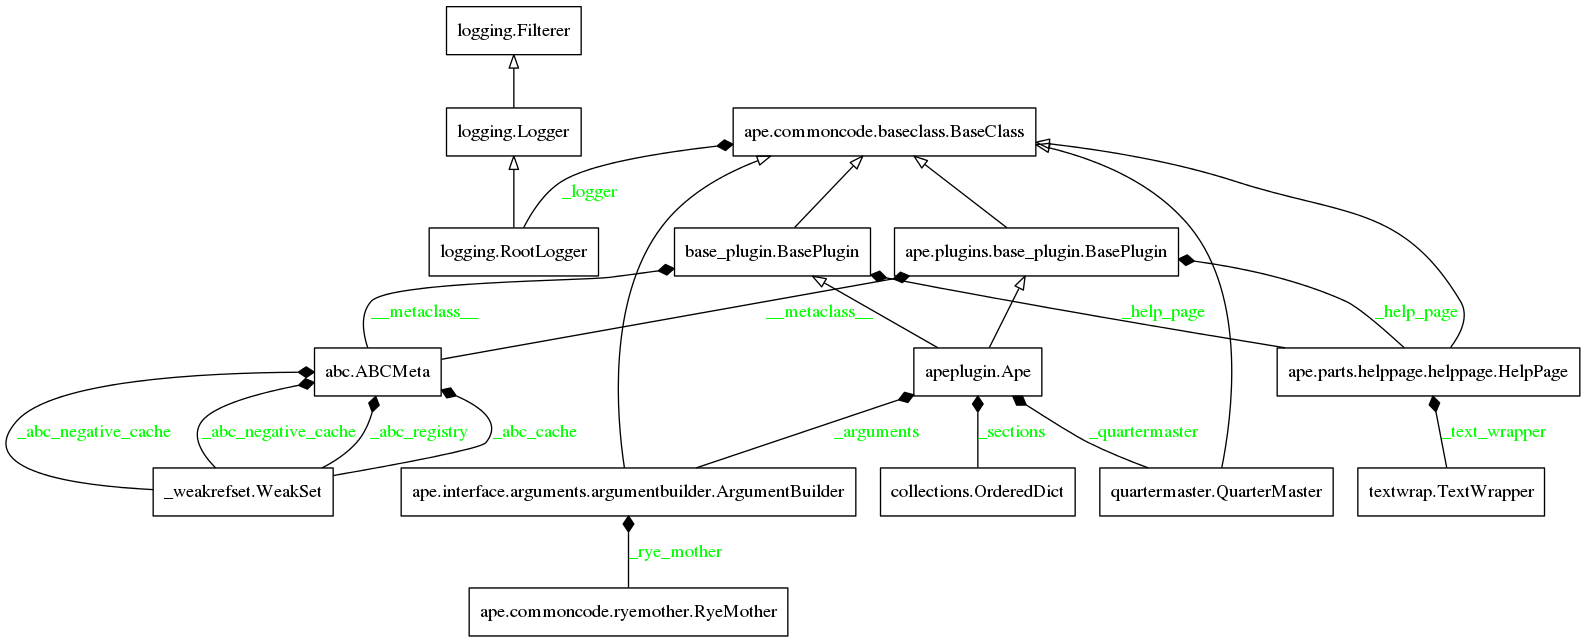 logging.Filterer
logging.Logger
ape.commoncode.baseclass.BaseClass
_logger
logging.RootLogger
base_plugin.BasePlugin
ape.plugins.base_plugin.BasePlugin
__metaclass__
__metaclass__
_help_page
_help_page
abc.ABCMeta
apeplugin.Ape
ape.parts.helppage.helppage.HelpPage
_abc_negative_cache
_abc_negative_cache
_abc_registry
_abc_cache
_arguments
_sections
_quartermaster
_text_wrapper
_weakrefset.WeakSet
ape.interface.arguments.argumentbuilder.ArgumentBuilder
collections.OrderedDict
quartermaster.QuarterMaster
textwrap.TextWrapper
_rye_mother
ape.commoncode.ryemother.RyeMother